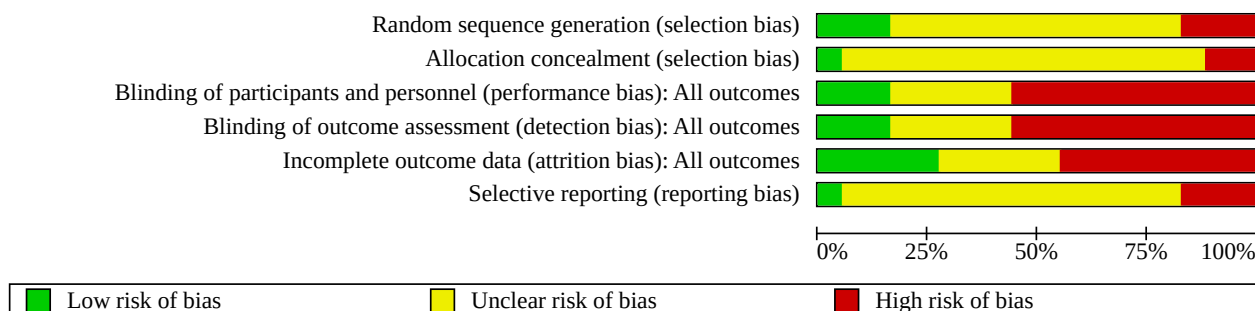 Random sequence generation (selection bias)
Allocation concealment (selection bias)
Blinding of participants and personnel (performance bias): All outcomes
Blinding of outcome assessment (detection bias): All outcomes
Incomplete outcome data (attrition bias): All outcomes
Selective reporting (reporting bias)
0% 25% 50% 75% 100%
Low risk of bias Unclear risk of bias High risk of bias